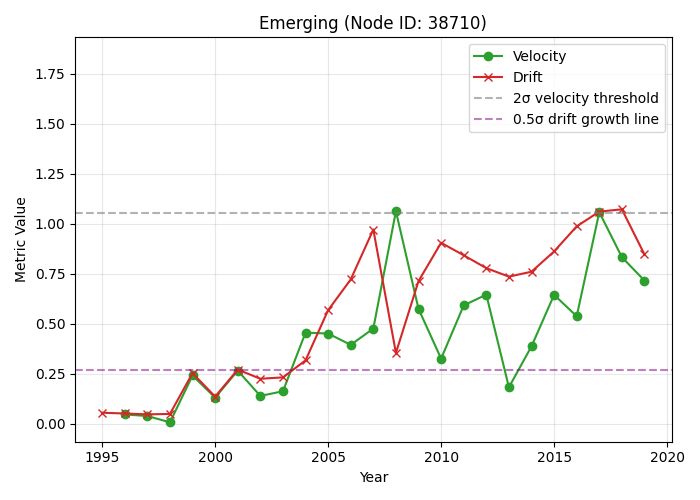 Emerging (Node ID: 38710)
Velocity
Drift
2σ velocity threshold
0.5σ drift growth line
Metric Value
1.75
1.50
1.25
1.00
0.75
0.50
0.25
0.00
1995
2000
2005
2010
2015
2020
Year